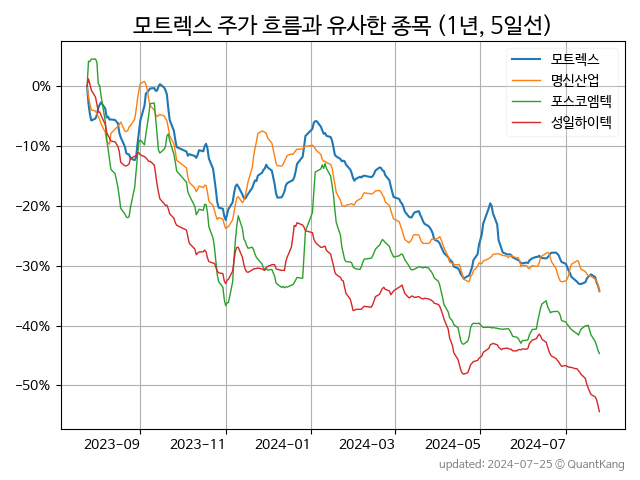 모트렉스 주가 흐름과 유사한 종목 (1년, 5일선)
모트렉스
명신산업
포스코엠텍
성일하이텍
0%
−10%
−20%
−30%
−40%
−50%
2023-09
2023-11
2024-01
2024-03
2024-05
2024-07
updated: 2024-07-25 © QuantKang